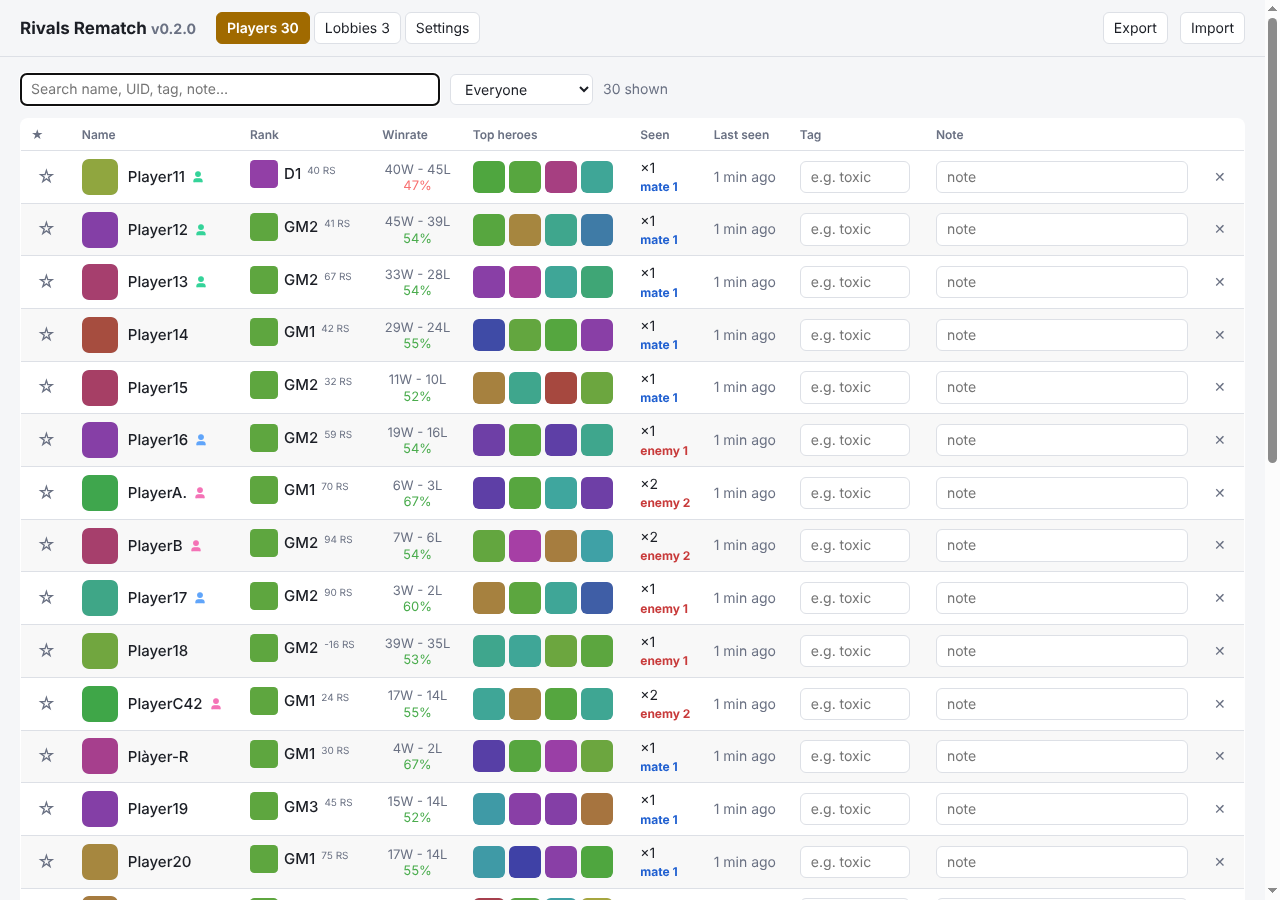 Rivals Rematch v0.2.0 Players 30 Lobbies 3 Settings Export Import
Search name, UID, tag, note... Everyone 30 shown
★ Name Rank Winrate Top heroes Seen Last seen Tag Note
☆ Player11 D1 40 RS 40W - 45L 47% ×1 mate 1 1 min ago e.g. toxic note ✕
☆ Player12 GM2 41 RS 45W - 39L 54% ×1 mate 1 1 min ago e.g. toxic note ✕
☆ Player13 GM2 67 RS 33W - 28L 54% ×1 mate 1 1 min ago e.g. toxic note ✕
☆ Player14 GM1 42 RS 29W - 24L 55% ×1 mate 1 1 min ago e.g. toxic note ✕
☆ Player15 GM2 32 RS 11W - 10L 52% ×1 mate 1 1 min ago e.g. toxic note ✕
☆ Player16 GM2 59 RS 19W - 16L 54% ×1 enemy 1 1 min ago e.g. toxic note ✕
☆ PlayerA. GM1 70 RS 6W - 3L 67% ×2 enemy 2 1 min ago e.g. toxic note ✕
☆ PlayerB GM2 94 RS 7W - 6L 54% ×2 enemy 2 1 min ago e.g. toxic note ✕
☆ Player17 GM2 90 RS 3W - 2L 60% ×1 enemy 1 1 min ago e.g. toxic note ✕
☆ Player18 GM2 -16 RS 39W - 35L 53% ×1 enemy 1 1 min ago e.g. toxic note ✕
☆ PlayerC42 GM1 24 RS 17W - 14L 55% ×2 enemy 2 1 min ago e.g. toxic note ✕
☆ Plàyer-R GM1 30 RS 4W - 2L 67% ×1 mate 1 1 min ago e.g. toxic note ✕
☆ Player19 GM3 45 RS 15W - 14L 52% ×1 mate 1 1 min ago e.g. toxic note ✕
☆ Player20 GM1 75 RS 17W - 14L 55% ×1 mate 1 1 min ago e.g. toxic note ✕